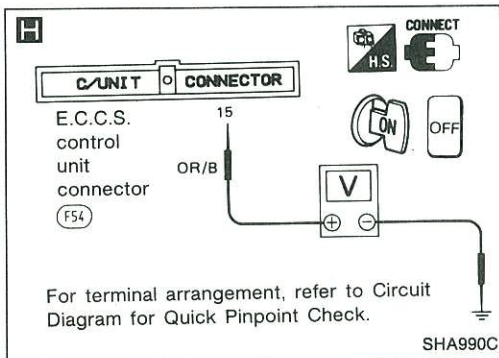 H
CONNECT
H.S.
C/UNIT CONNECTOR
ON
OFF
E.C.C.S.
control
unit
connector
F54
15
OR/B
V
+ −
For terminal arrangement, refer to Circuit
Diagram for Quick Pinpoint Check.
SHA990C